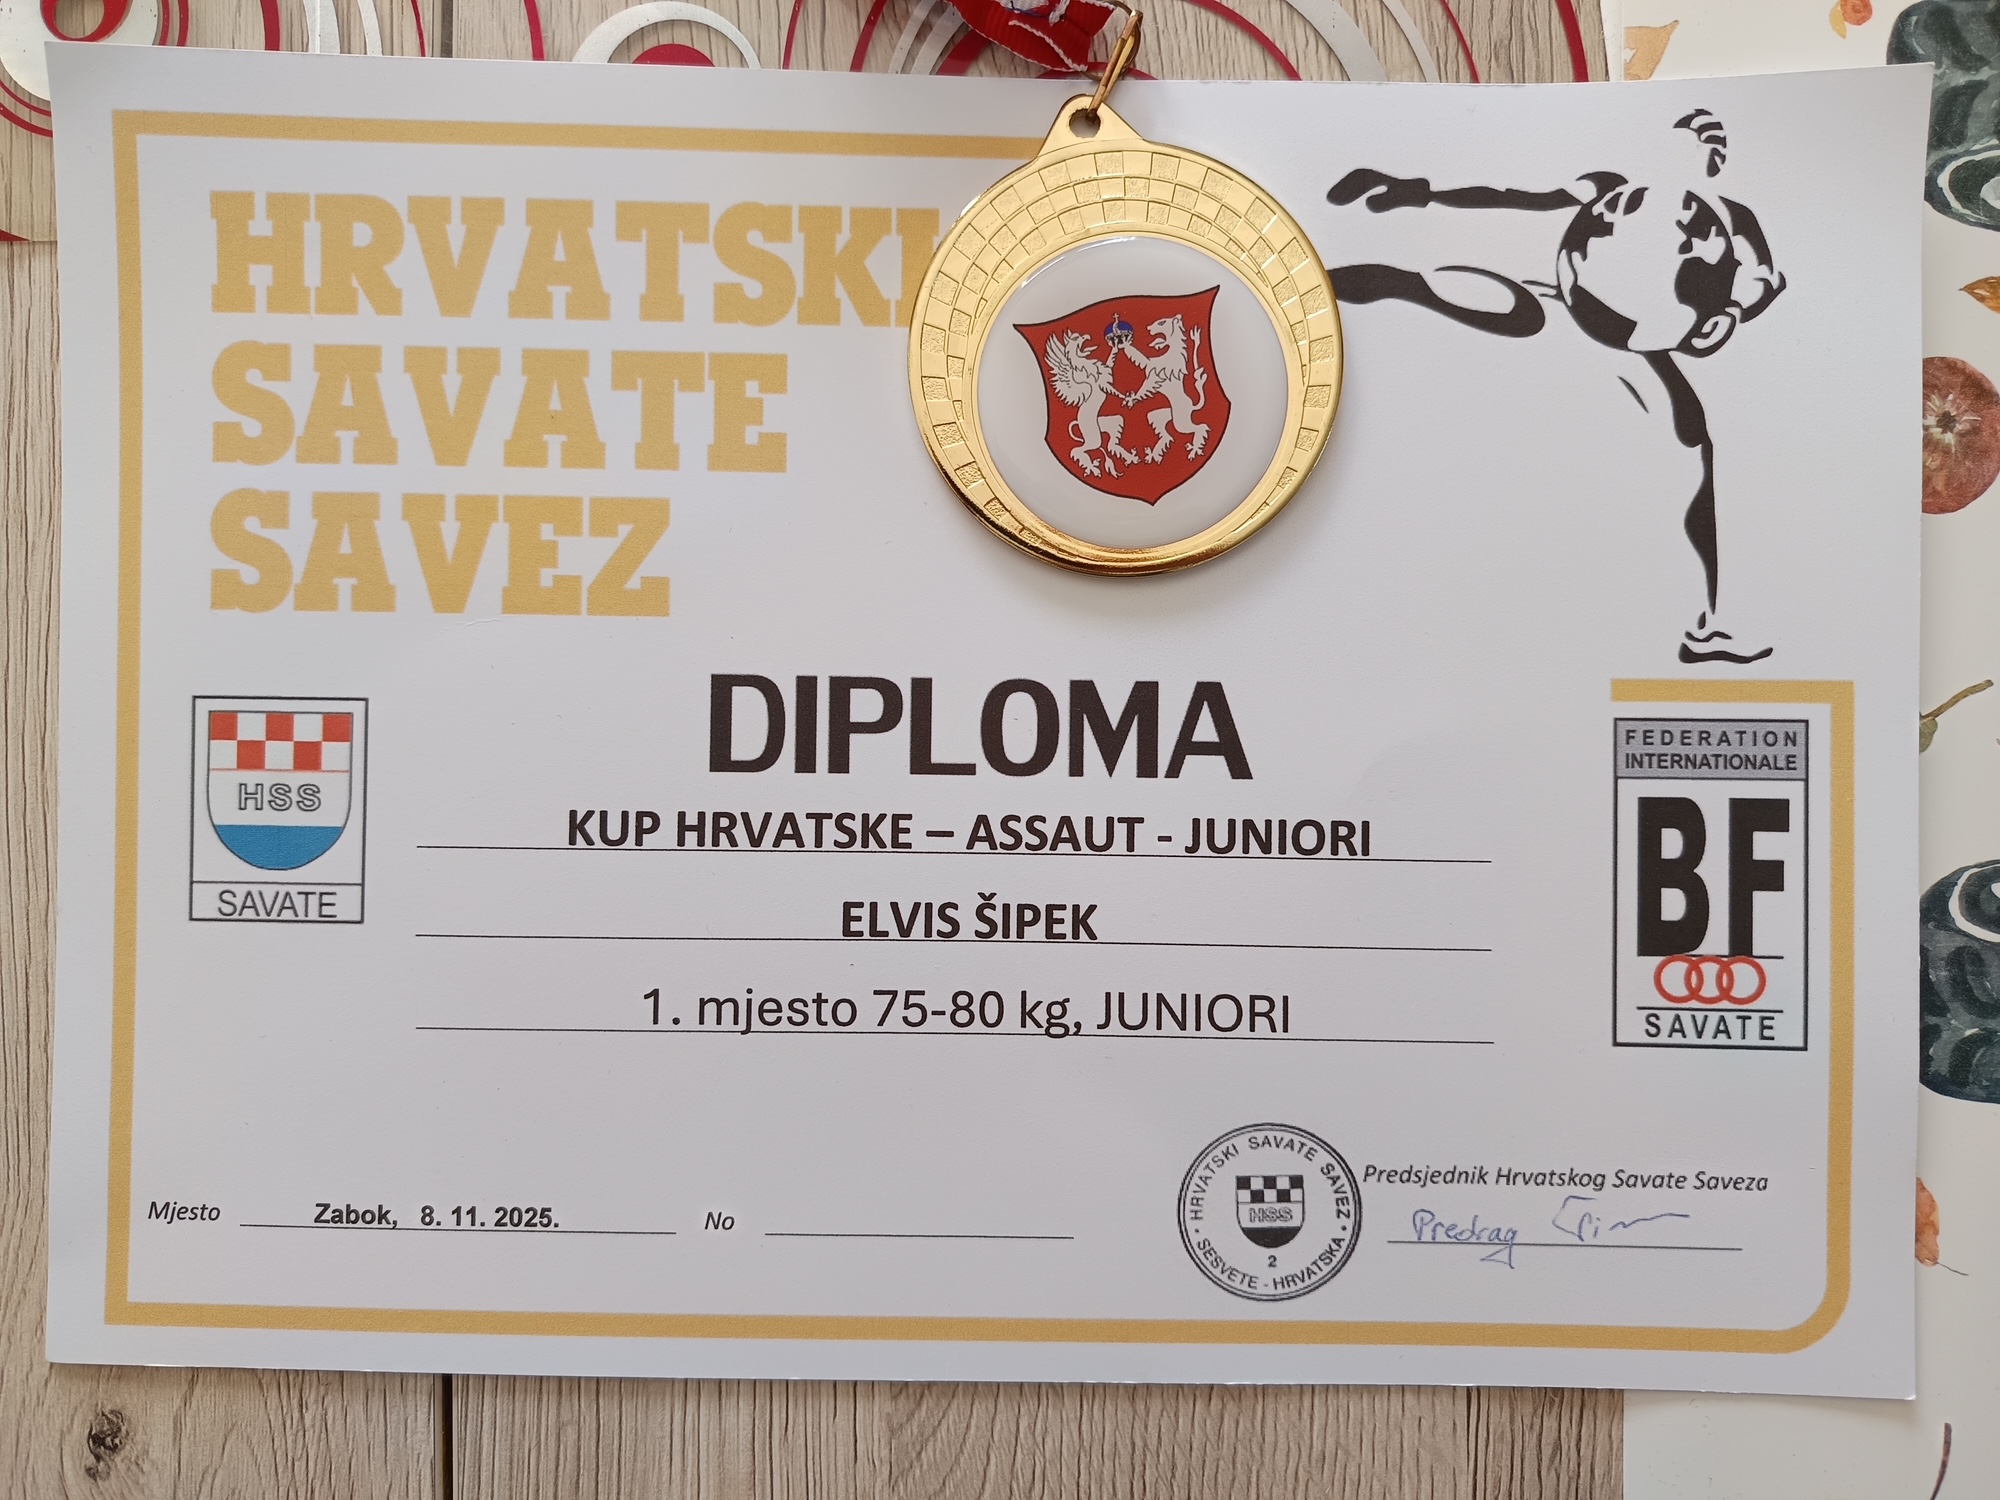 HRVATSKI
SAVATE
SAVEZ
DIPLOMA
KUP HRVATSKE – ASSAUT - JUNIORI
ELVIS ŠIPEK
1. mjesto 75-80 kg, JUNIORI
HSS
SAVATE
FEDERATION
INTERNATIONALE
BF
SAVATE
Mjesto Zabok, 8. 11. 2025. No
HRVATSKI SAVATE SAVEZ
HSS
2
SESVETE - HRVATSKA
Predsjednik Hrvatskog Savate Saveza
Predrag